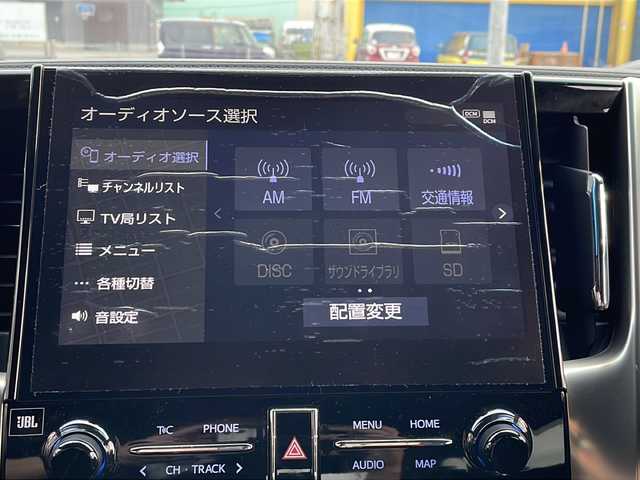 オーディオソース選択
DCM
DCM
オーディオ選択
チャンネルリスト
TV局リスト
メニュー
各種切替
音設定
AM
FM
交通情報
DISC
サウンドライブラリ
SD
配置変更
JBL
PHONE
MENU
HOME
CH・TRACK
AUDIO
MAP